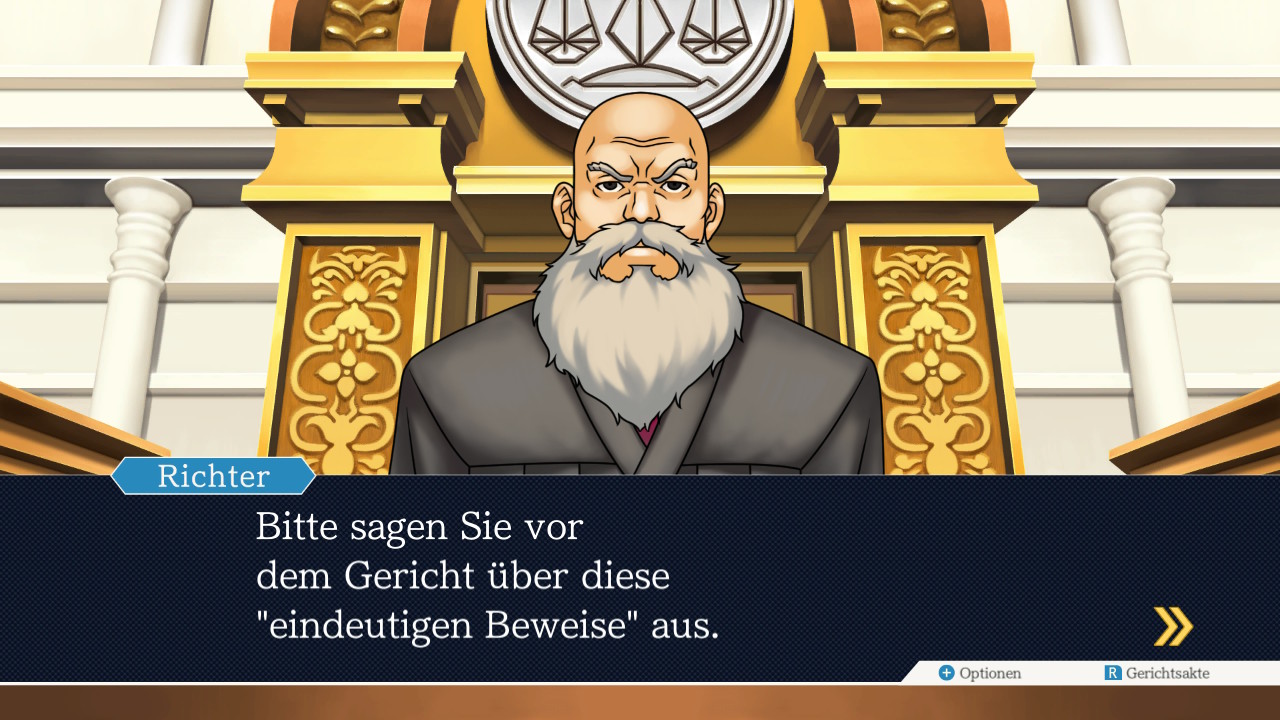 Richter
Bitte sagen Sie vor
dem Gericht über diese
"eindeutigen Beweise" aus.
+ Optionen
R Gerichtsakte